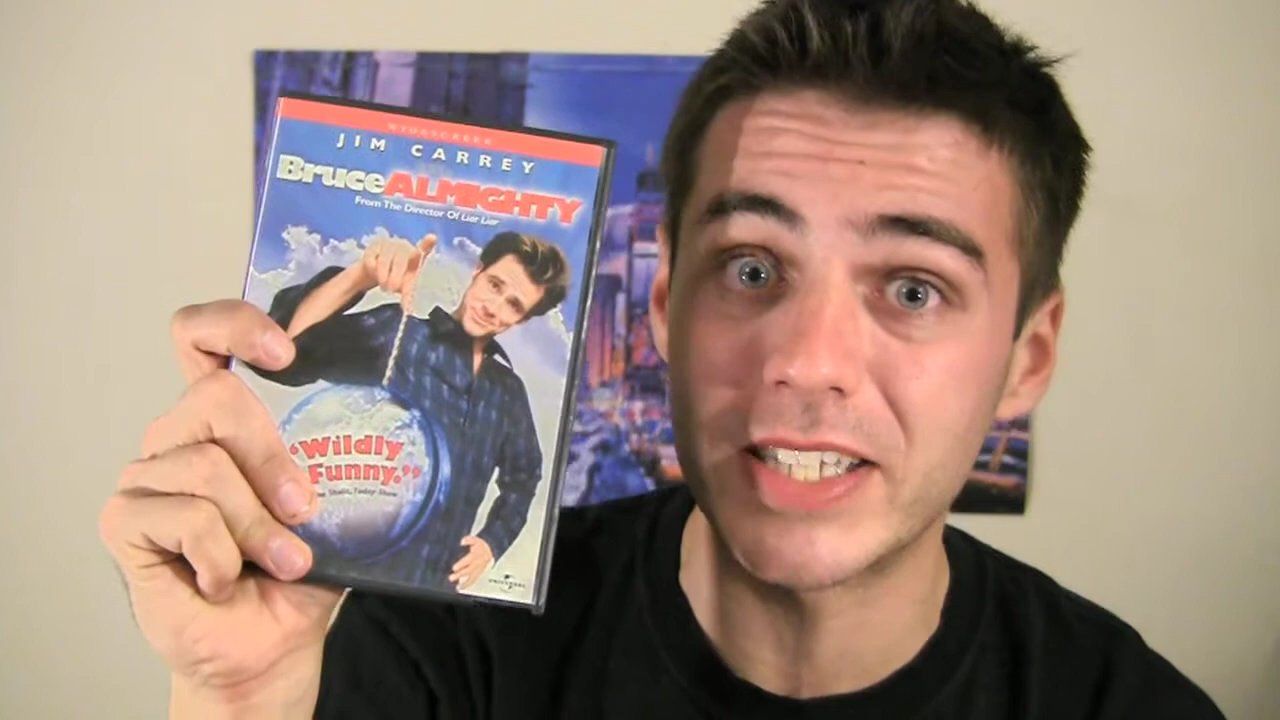 WIDESCREEN
JIM CARREY
Bruce ALMIGHTY
From The Director Of Liar Liar
"Wildly
Funny."
Today Show
UNIVERSAL